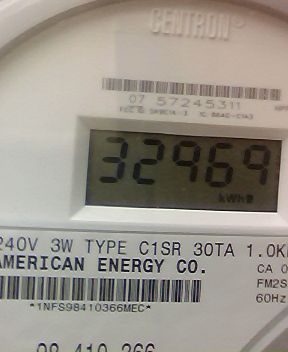 CENTRON®
07 57245311
32969
kWh
240V 3W TYPE C1SR 30TA 1.0K
AMERICAN ENERGY CO.
CA 0
FM2S
60Hz
*1NFS98410366MEC*
98 410 366